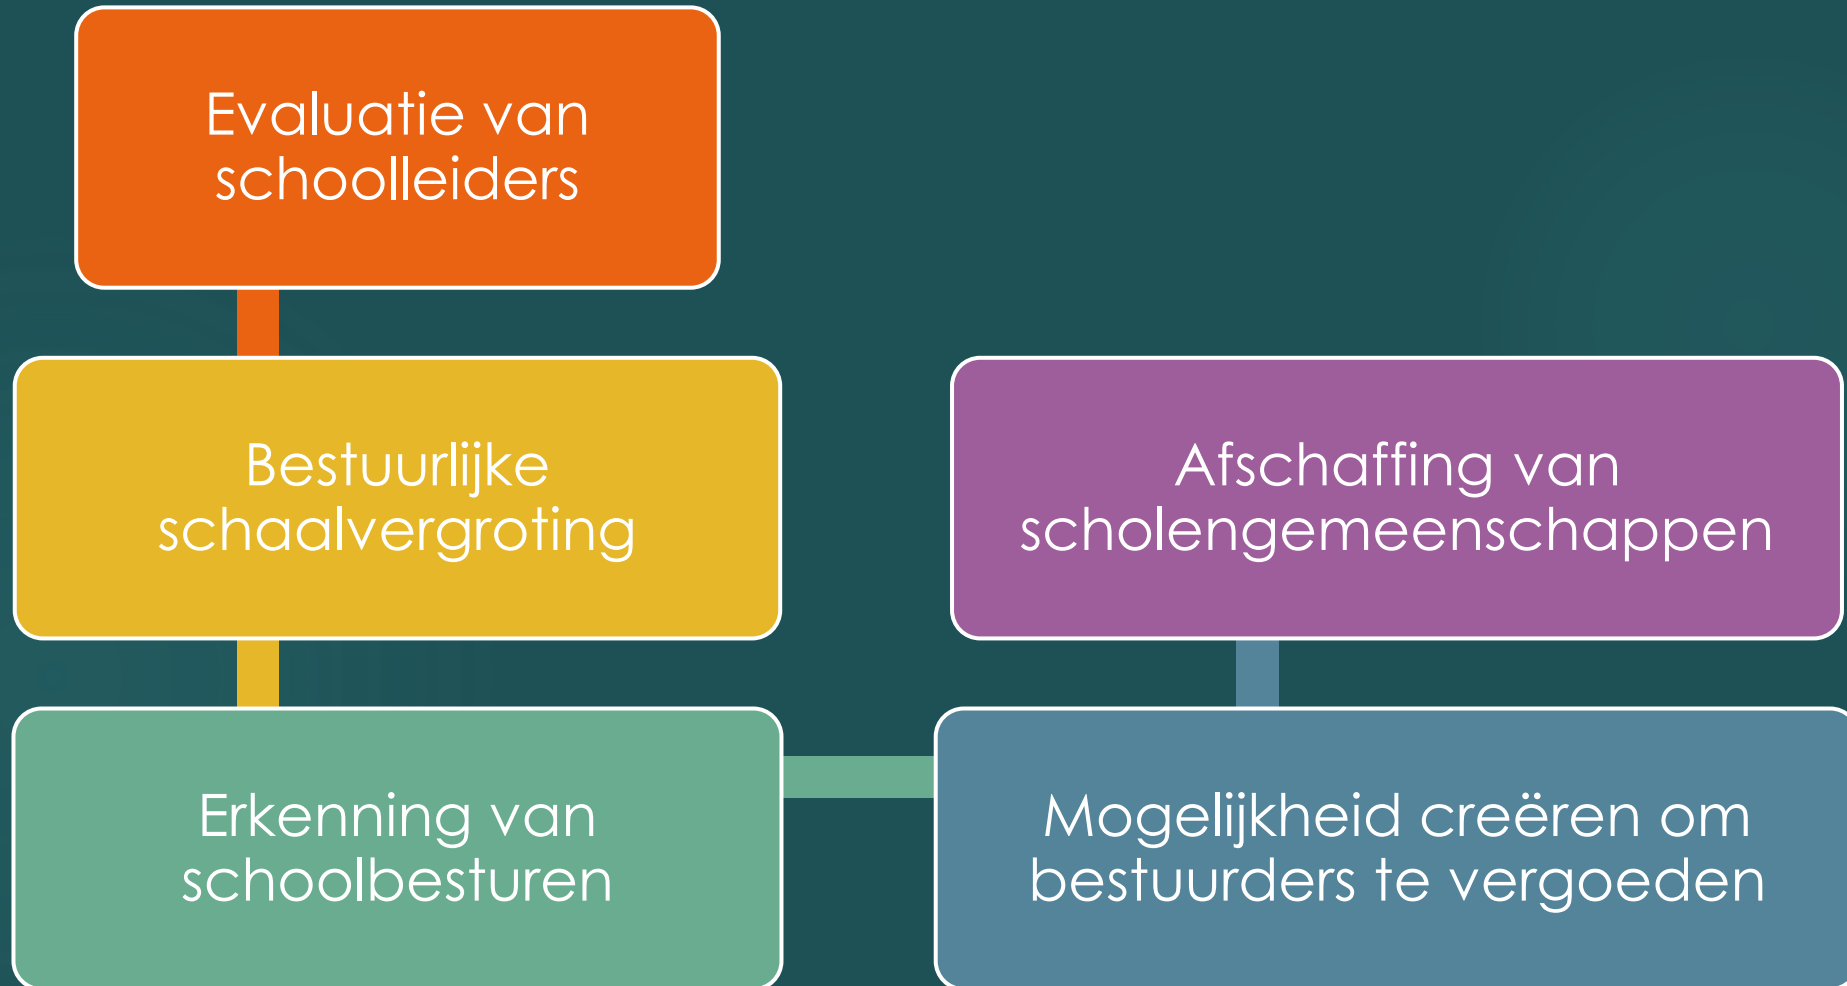 Evaluatie van
schoolleiders
Bestuurlijke
schaalvergroting
Erkenning van
schoolbesturen
Mogelijkheid creëren om
bestuurders te vergoeden
Afschaffing van
scholengemeenschappen